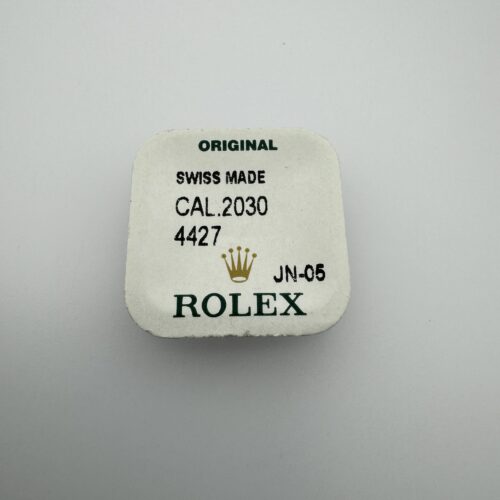 ORIGINAL
SWISS MADE
CAL.2030
4427
JN-05
ROLEX